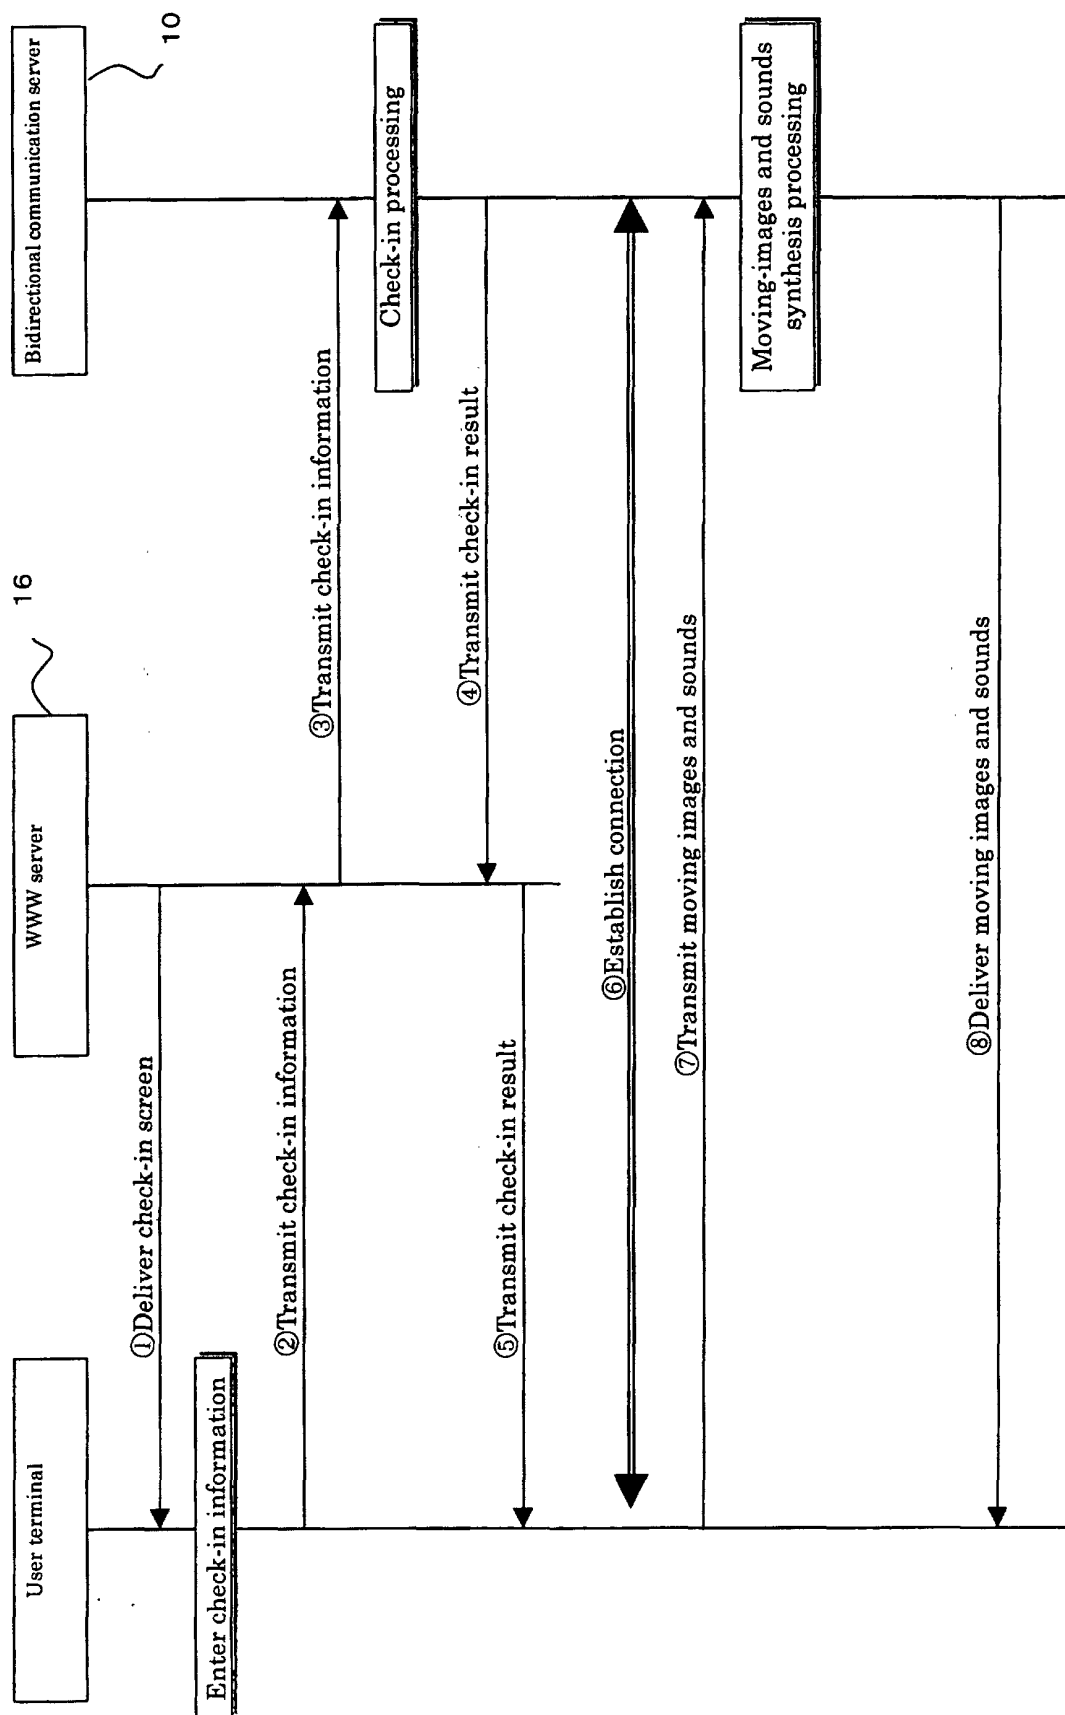 User terminal
WWW server
16
Bidirectional communication server
10
①Deliver check-in screen
Enter check-in information
②Transmit check-in information
③Transmit check-in information
Check-in processing
④Transmit check-in result
⑤Transmit check-in result
⑥Establish connection
⑦Transmit moving images and sounds
Moving-images and sounds
synthesis processing
⑧Deliver moving images and sounds